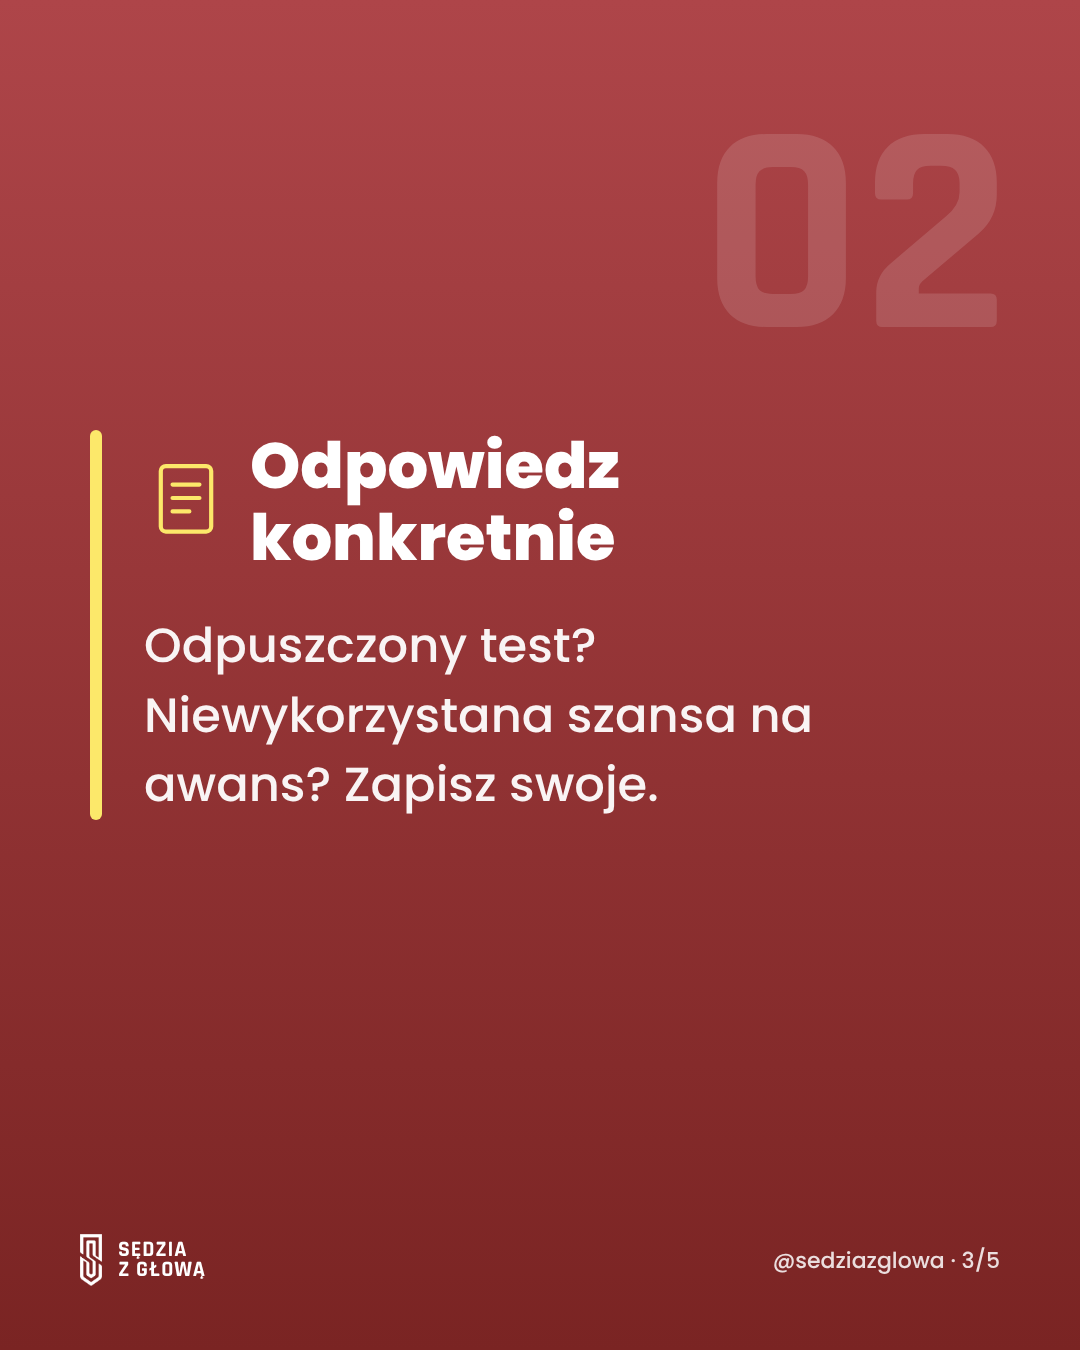 02
Odpowiedz
konkretnie
Odpuszczony test?
Niewykorzystana szansa na
awans? Zapisz swoje.
SĘDZIA
Z GŁOWĄ
@sedziazglowa · 3/5